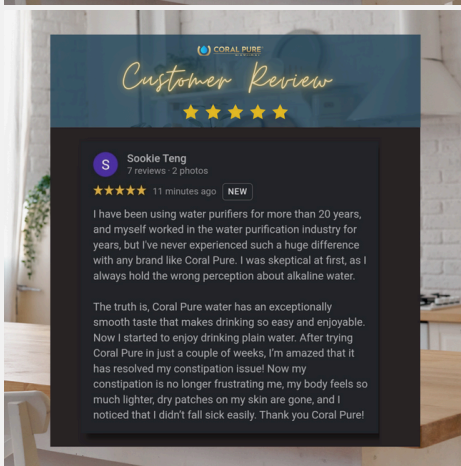 CORAL PURE
Customer Review
S
Sookie Teng
7 reviews · 2 photos
11 minutes ago NEW
I have been using water purifiers for more than 20 years,
and myself worked in the water purification industry for
years, but I've never experienced such a huge difference
with any brand like Coral Pure. I was skeptical at first, as I
always hold the wrong perception about alkaline water.
The truth is, Coral Pure water has an exceptionally
smooth taste that makes drinking so easy and enjoyable.
Now I started to enjoy drinking plain water. After trying
Coral Pure in just a couple of weeks, I'm amazed that it
has resolved my constipation issue! Now my
constipation is no longer frustrating me, my body feels so
much lighter, dry patches on my skin are gone, and I
noticed that I didn't fall sick easily. Thank you Coral Pure!